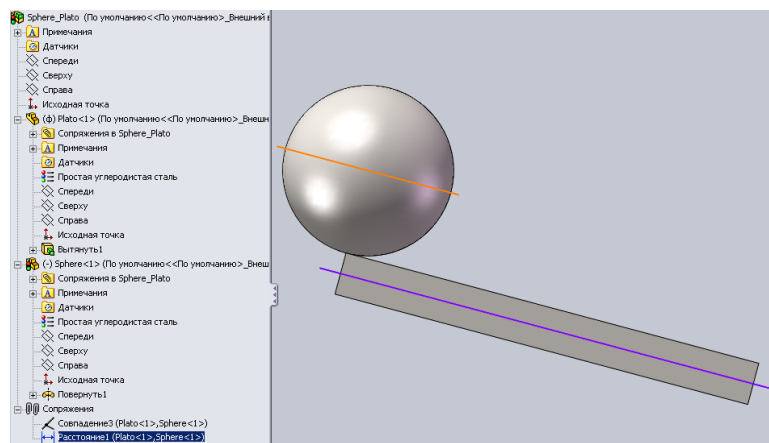 Sphere_Plato (По умолчанию<<По умолчанию>_Внешний в
Примечания
Датчики
Спереди
Сверху
Справа
Исходная точка
(ф) Plato<1> (По умолчанию<<По умолчанию>_Внешн
Сопряжения в Sphere_Plato
Примечания
Датчики
Простая углеродистая сталь
Спереди
Сверху
Справа
Исходная точка
Вытянуть1
(-) Sphere<1> (По умолчанию<<По умолчанию>_Внеш
Сопряжения в Sphere_Plato
Примечания
Датчики
Простая углеродистая сталь
Спереди
Сверху
Справа
Исходная точка
Повернуть1
Сопряжения
Совпадение3 (Plato<1>,Sphere<1>)
Расстояние1 (Plato<1>,Sphere<1>)